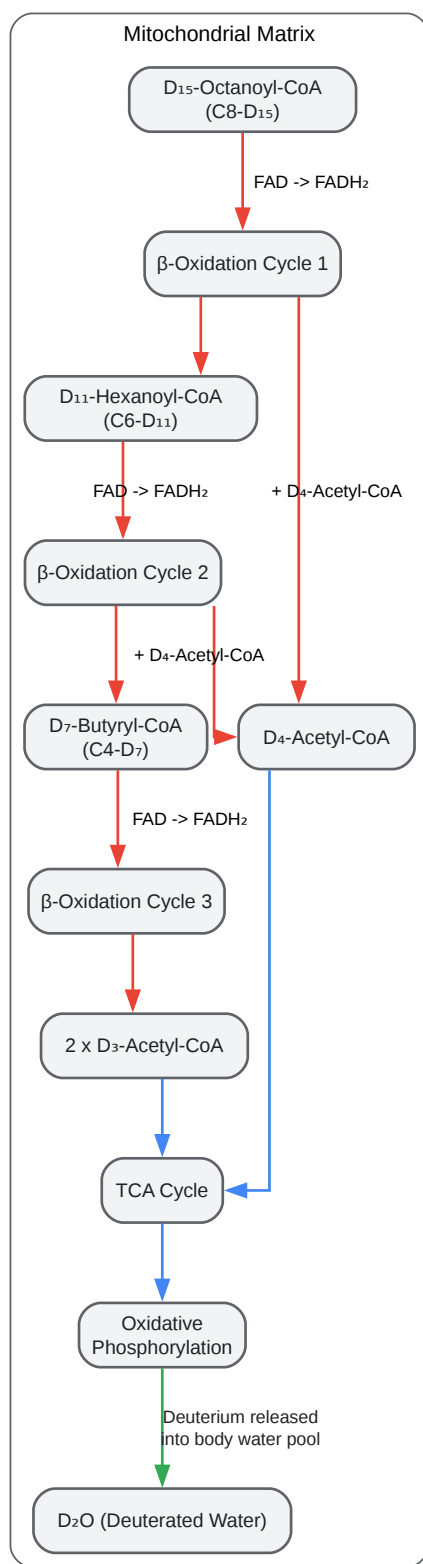 Mitochondrial Matrix
D₁₅-Octanoyl-CoA
(C8-D₁₅)
FAD -> FADH₂
β-Oxidation Cycle 1
D₁₁-Hexanoyl-CoA
(C6-D₁₁)
FAD -> FADH₂
+ D₄-Acetyl-CoA
β-Oxidation Cycle 2
+ D₄-Acetyl-CoA
D₇-Butyryl-CoA
(C4-D₇)
D₄-Acetyl-CoA
FAD -> FADH₂
β-Oxidation Cycle 3
2 x D₃-Acetyl-CoA
TCA Cycle
Oxidative
Phosphorylation
Deuterium released
into body water pool
D₂O (Deuterated Water)